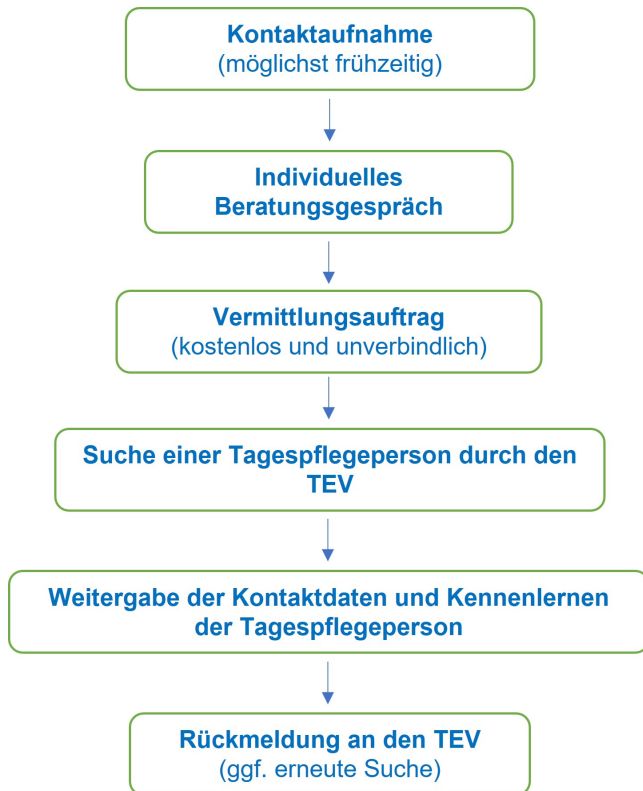 Kontaktaufnahme
(möglichst frühzeitig)
Individuelles
Beratungsgespräch
Vermittlungsauftrag
(kostenlos und unverbindlich)
Suche einer Tagespflegeperson durch den
TEV
Weitergabe der Kontaktdaten und Kennenlernen
der Tagespflegeperson
Rückmeldung an den TEV
(ggf. erneute Suche)